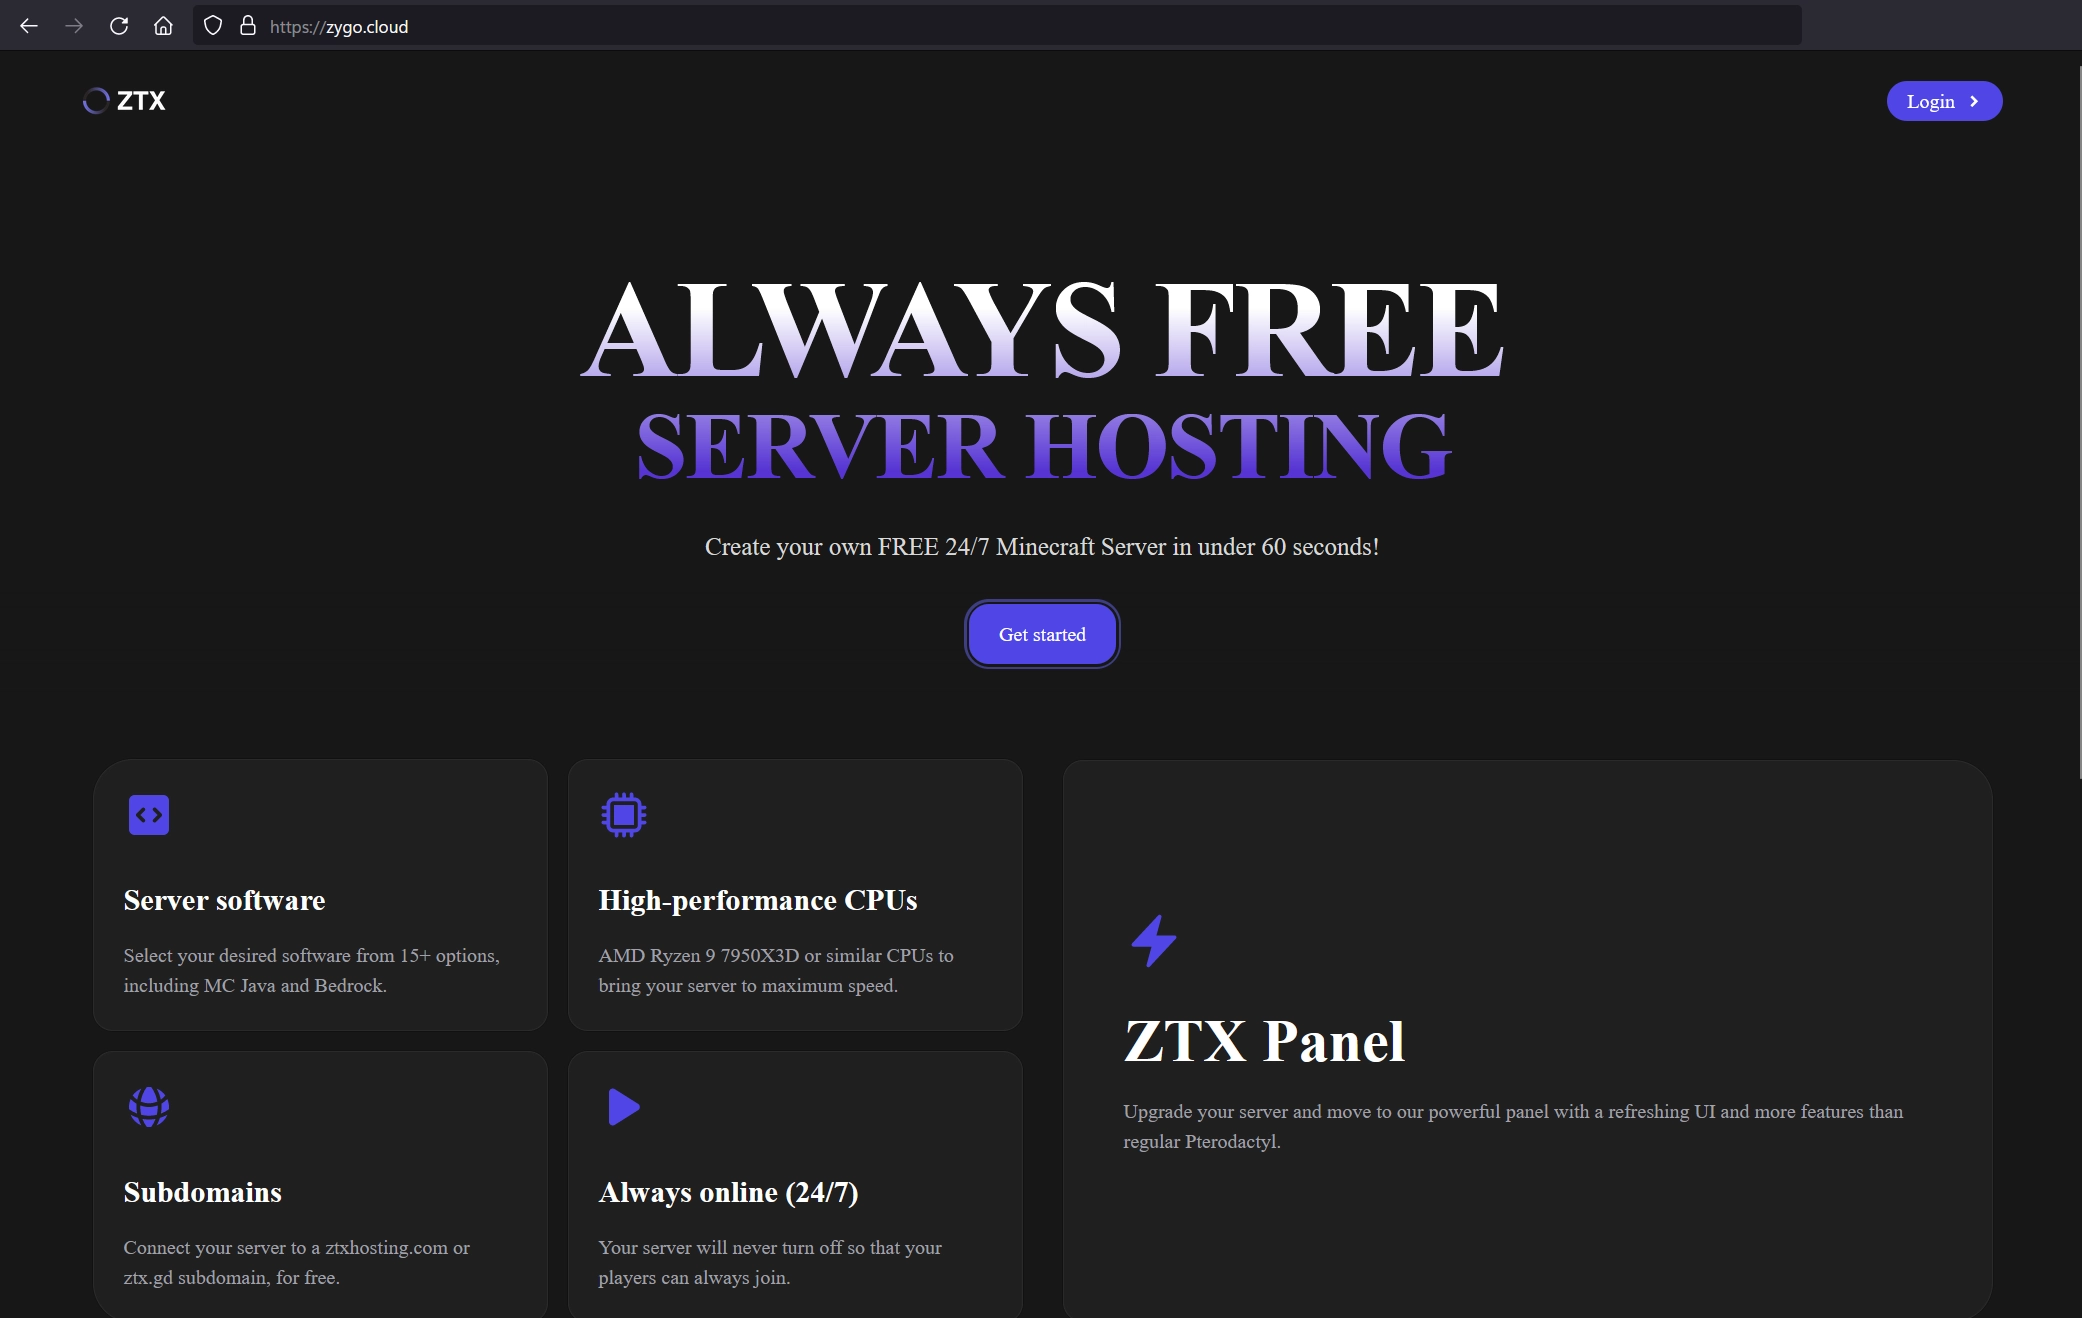 https://zygo.cloud
ZTX
Login
ALWAYS FREE
SERVER HOSTING
Create your own FREE 24/7 Minecraft Server in under 60 seconds!
Get started
Server software
Select your desired software from 15+ options,
including MC Java and Bedrock.
High-performance CPUs
AMD Ryzen 9 7950X3D or similar CPUs to
bring your server to maximum speed.
Subdomains
Connect your server to a ztxhosting.com or
ztx.gd subdomain, for free.
Always online (24/7)
Your server will never turn off so that your
players can always join.
ZTX Panel
Upgrade your server and move to our powerful panel with a refreshing UI and more features than
regular Pterodactyl.